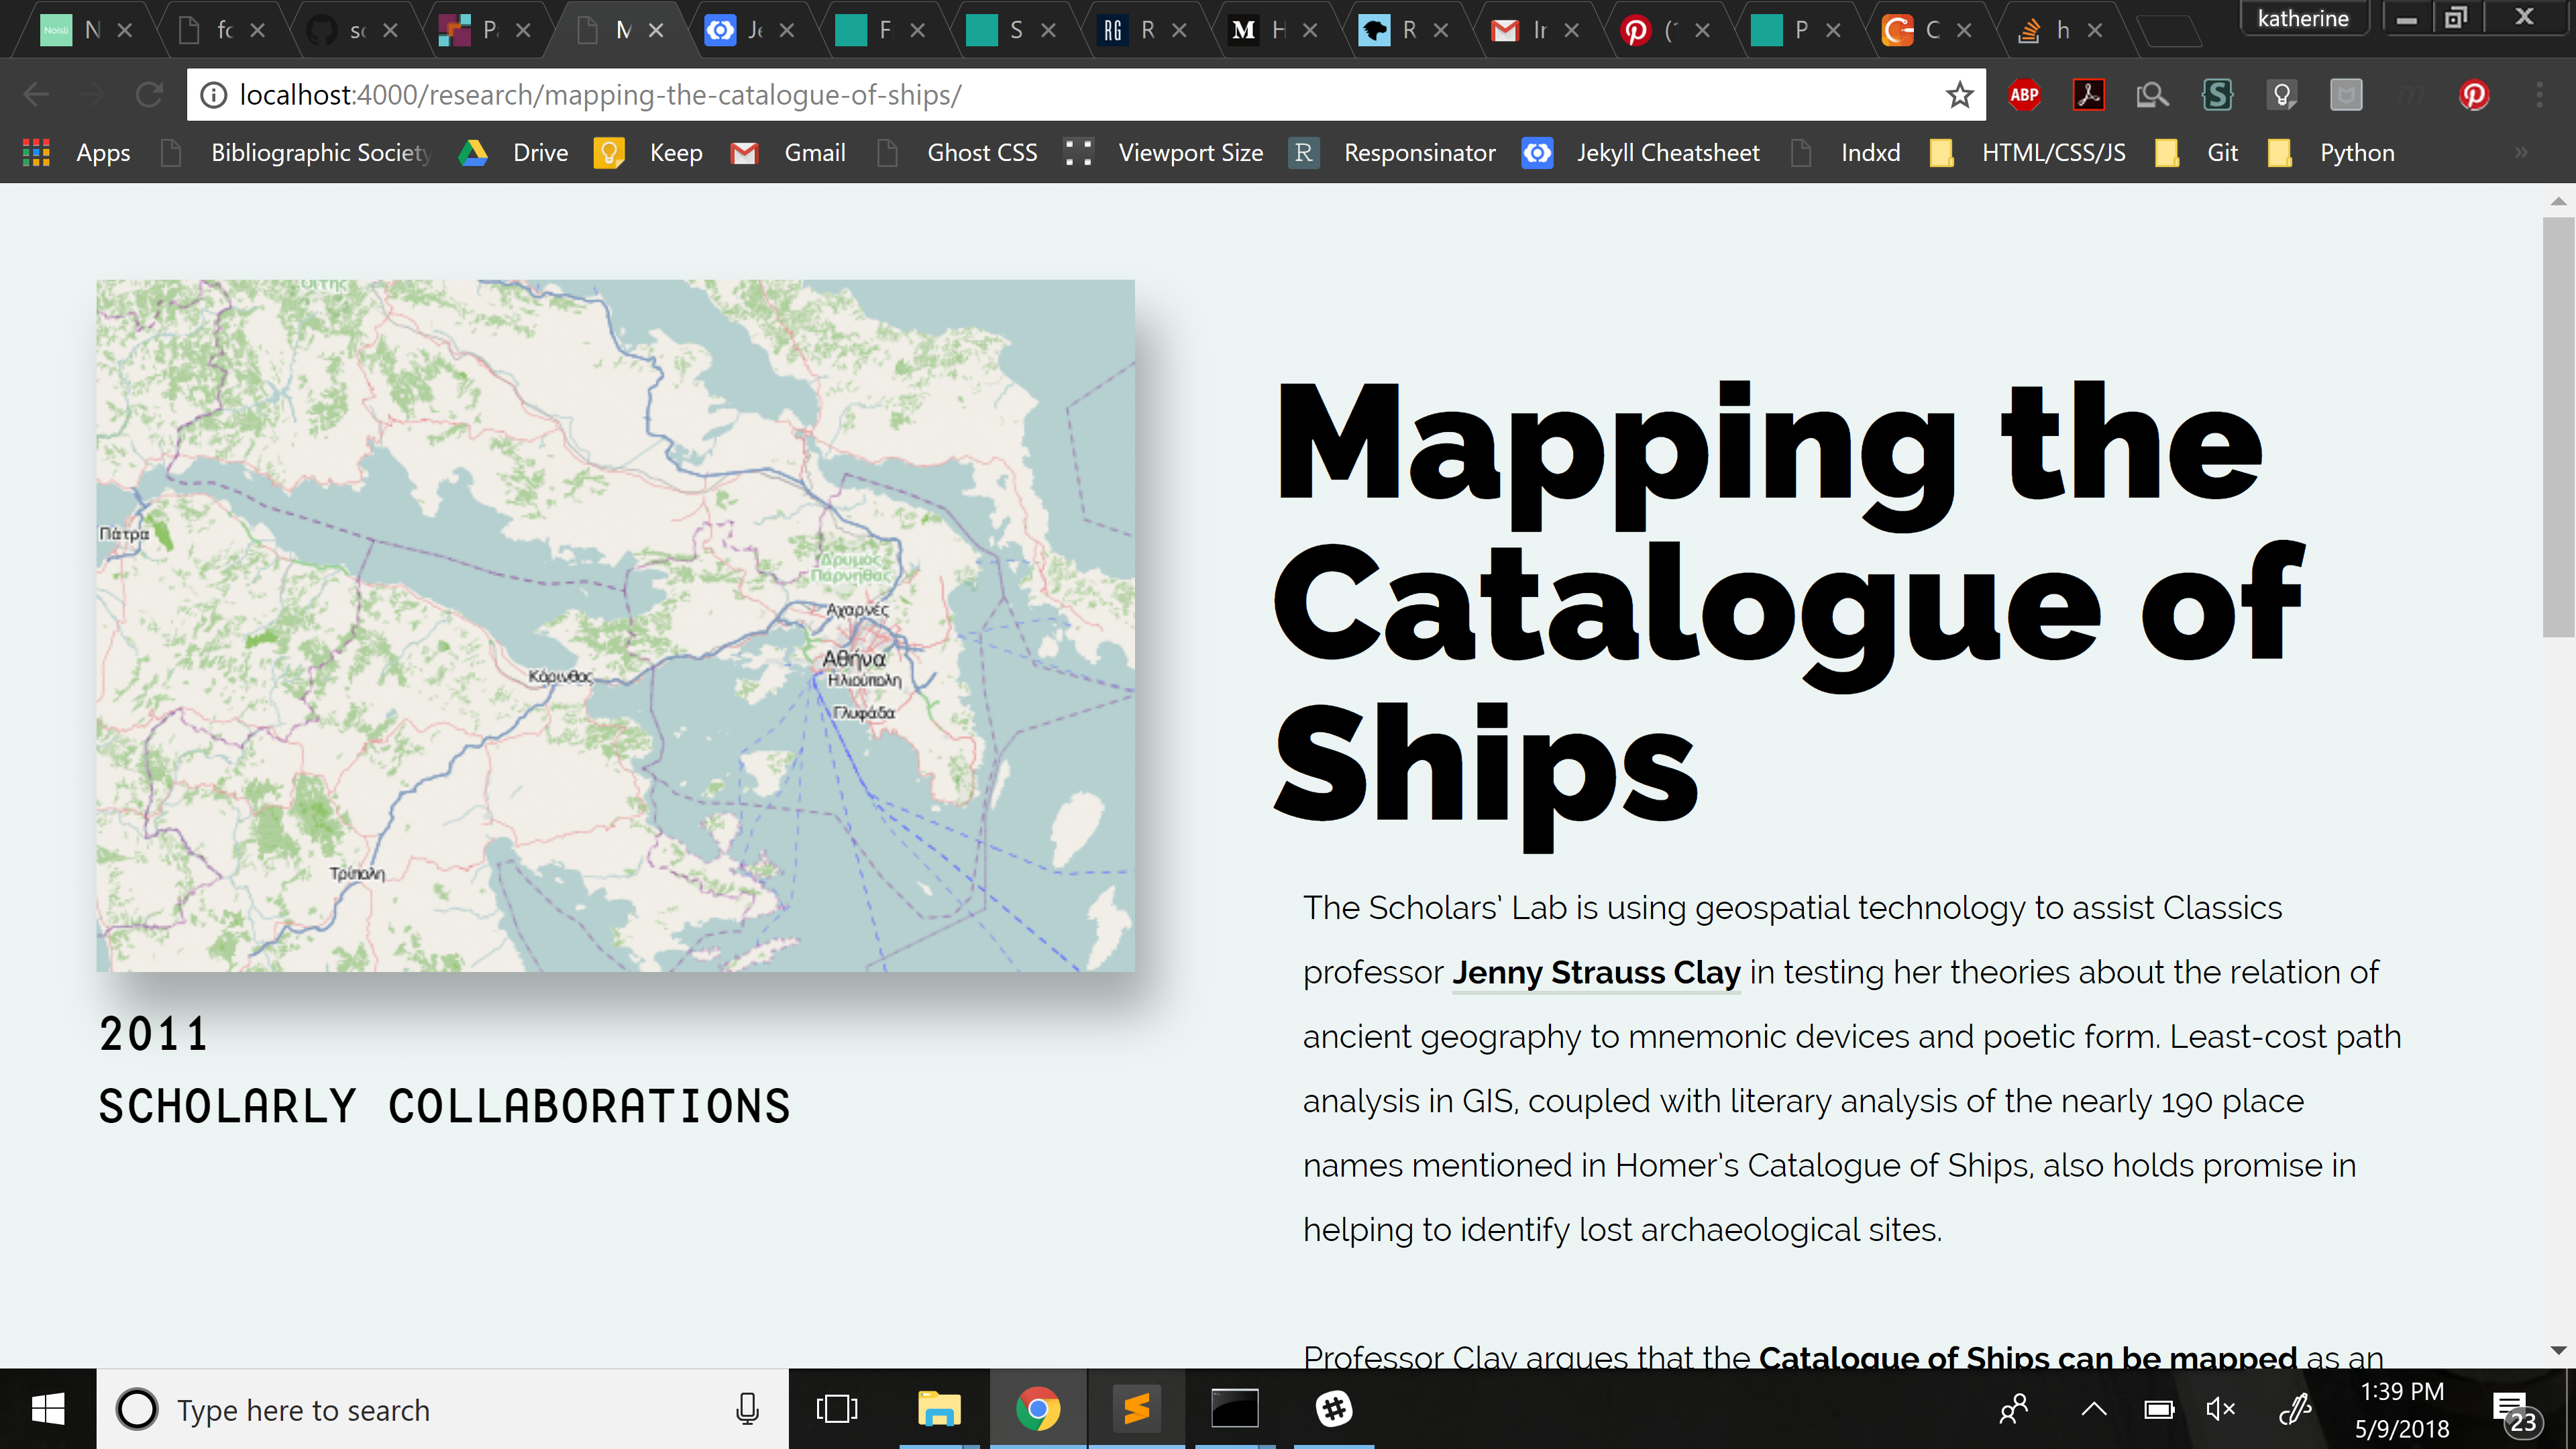 Noisli N
fc
sc
P
M
Je
F
S
RG R
M H
R
Ir
(
P
C
h
katherine
localhost:4000/research/mapping-the-catalogue-of-ships/
ABP
Apps Bibliographic Society Drive Keep Gmail Ghost CSS Viewport Size R Responsinator Jekyll Cheatsheet Indxd HTML/CSS/JS Git Python »
Πάτρα
Δρυμός
Πάρνηθας
Αχαρνές
Αθήνα
Ηλιούπολη
Κόρινθος
Γλυφάδα
Τρίπολη
2011
SCHOLARLY COLLABORATIONS
Mapping the
Catalogue of
Ships
The Scholars’ Lab is using geospatial technology to assist Classics
professor Jenny Strauss Clay in testing her theories about the relation of
ancient geography to mnemonic devices and poetic form. Least-cost path
analysis in GIS, coupled with literary analysis of the nearly 190 place
names mentioned in Homer’s Catalogue of Ships, also holds promise in
helping to identify lost archaeological sites.
Professor Clay argues that the Catalogue of Ships can be mapped as an
Type here to search
1:39 PM
5/9/2018
23